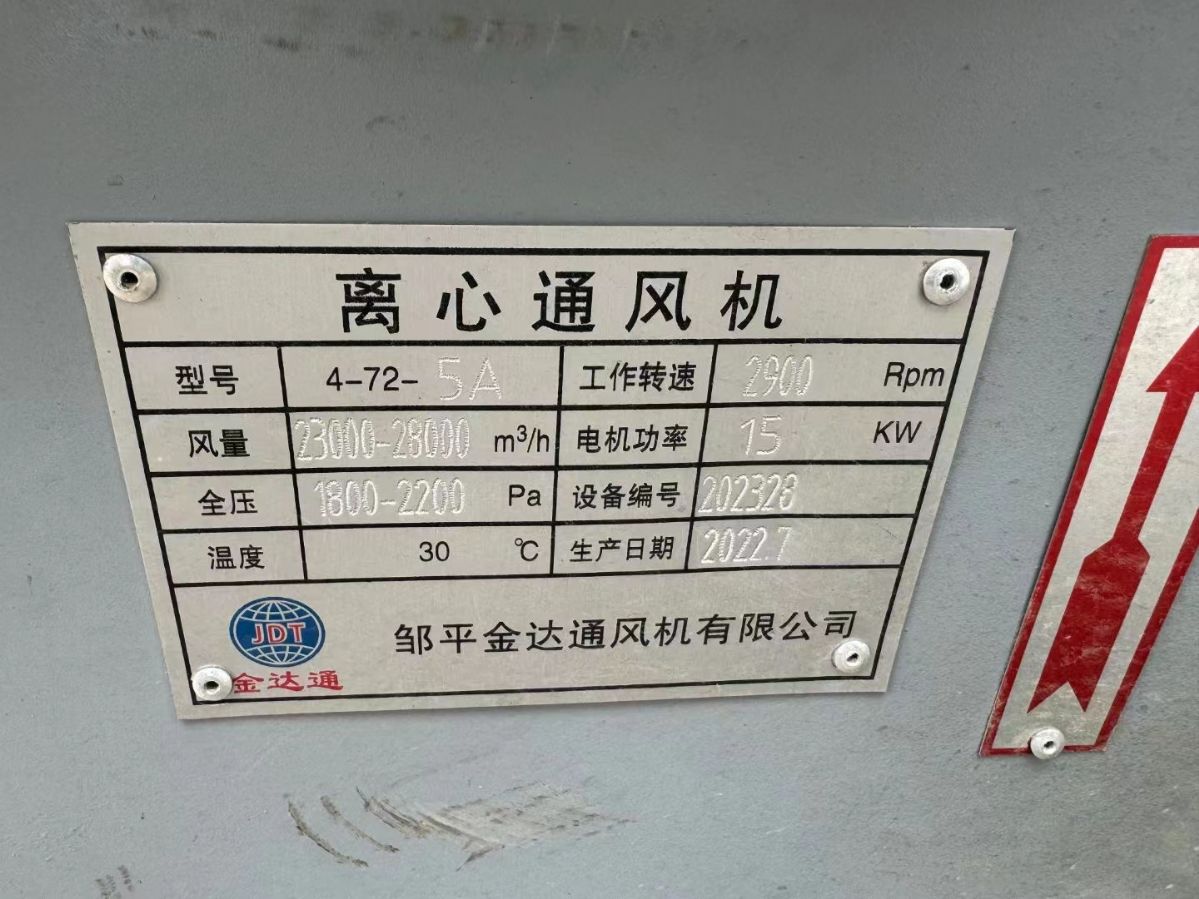 离心通风机
型号 4-72-5A 工作转速 2900 Rpm
风量 23000-28000 m³/h 电机功率 15 KW
全压 1800-2200 Pa 设备编号 202328
温度 30 ℃ 生产日期 2022.7
JDT
金达通
邹平金达通风机有限公司